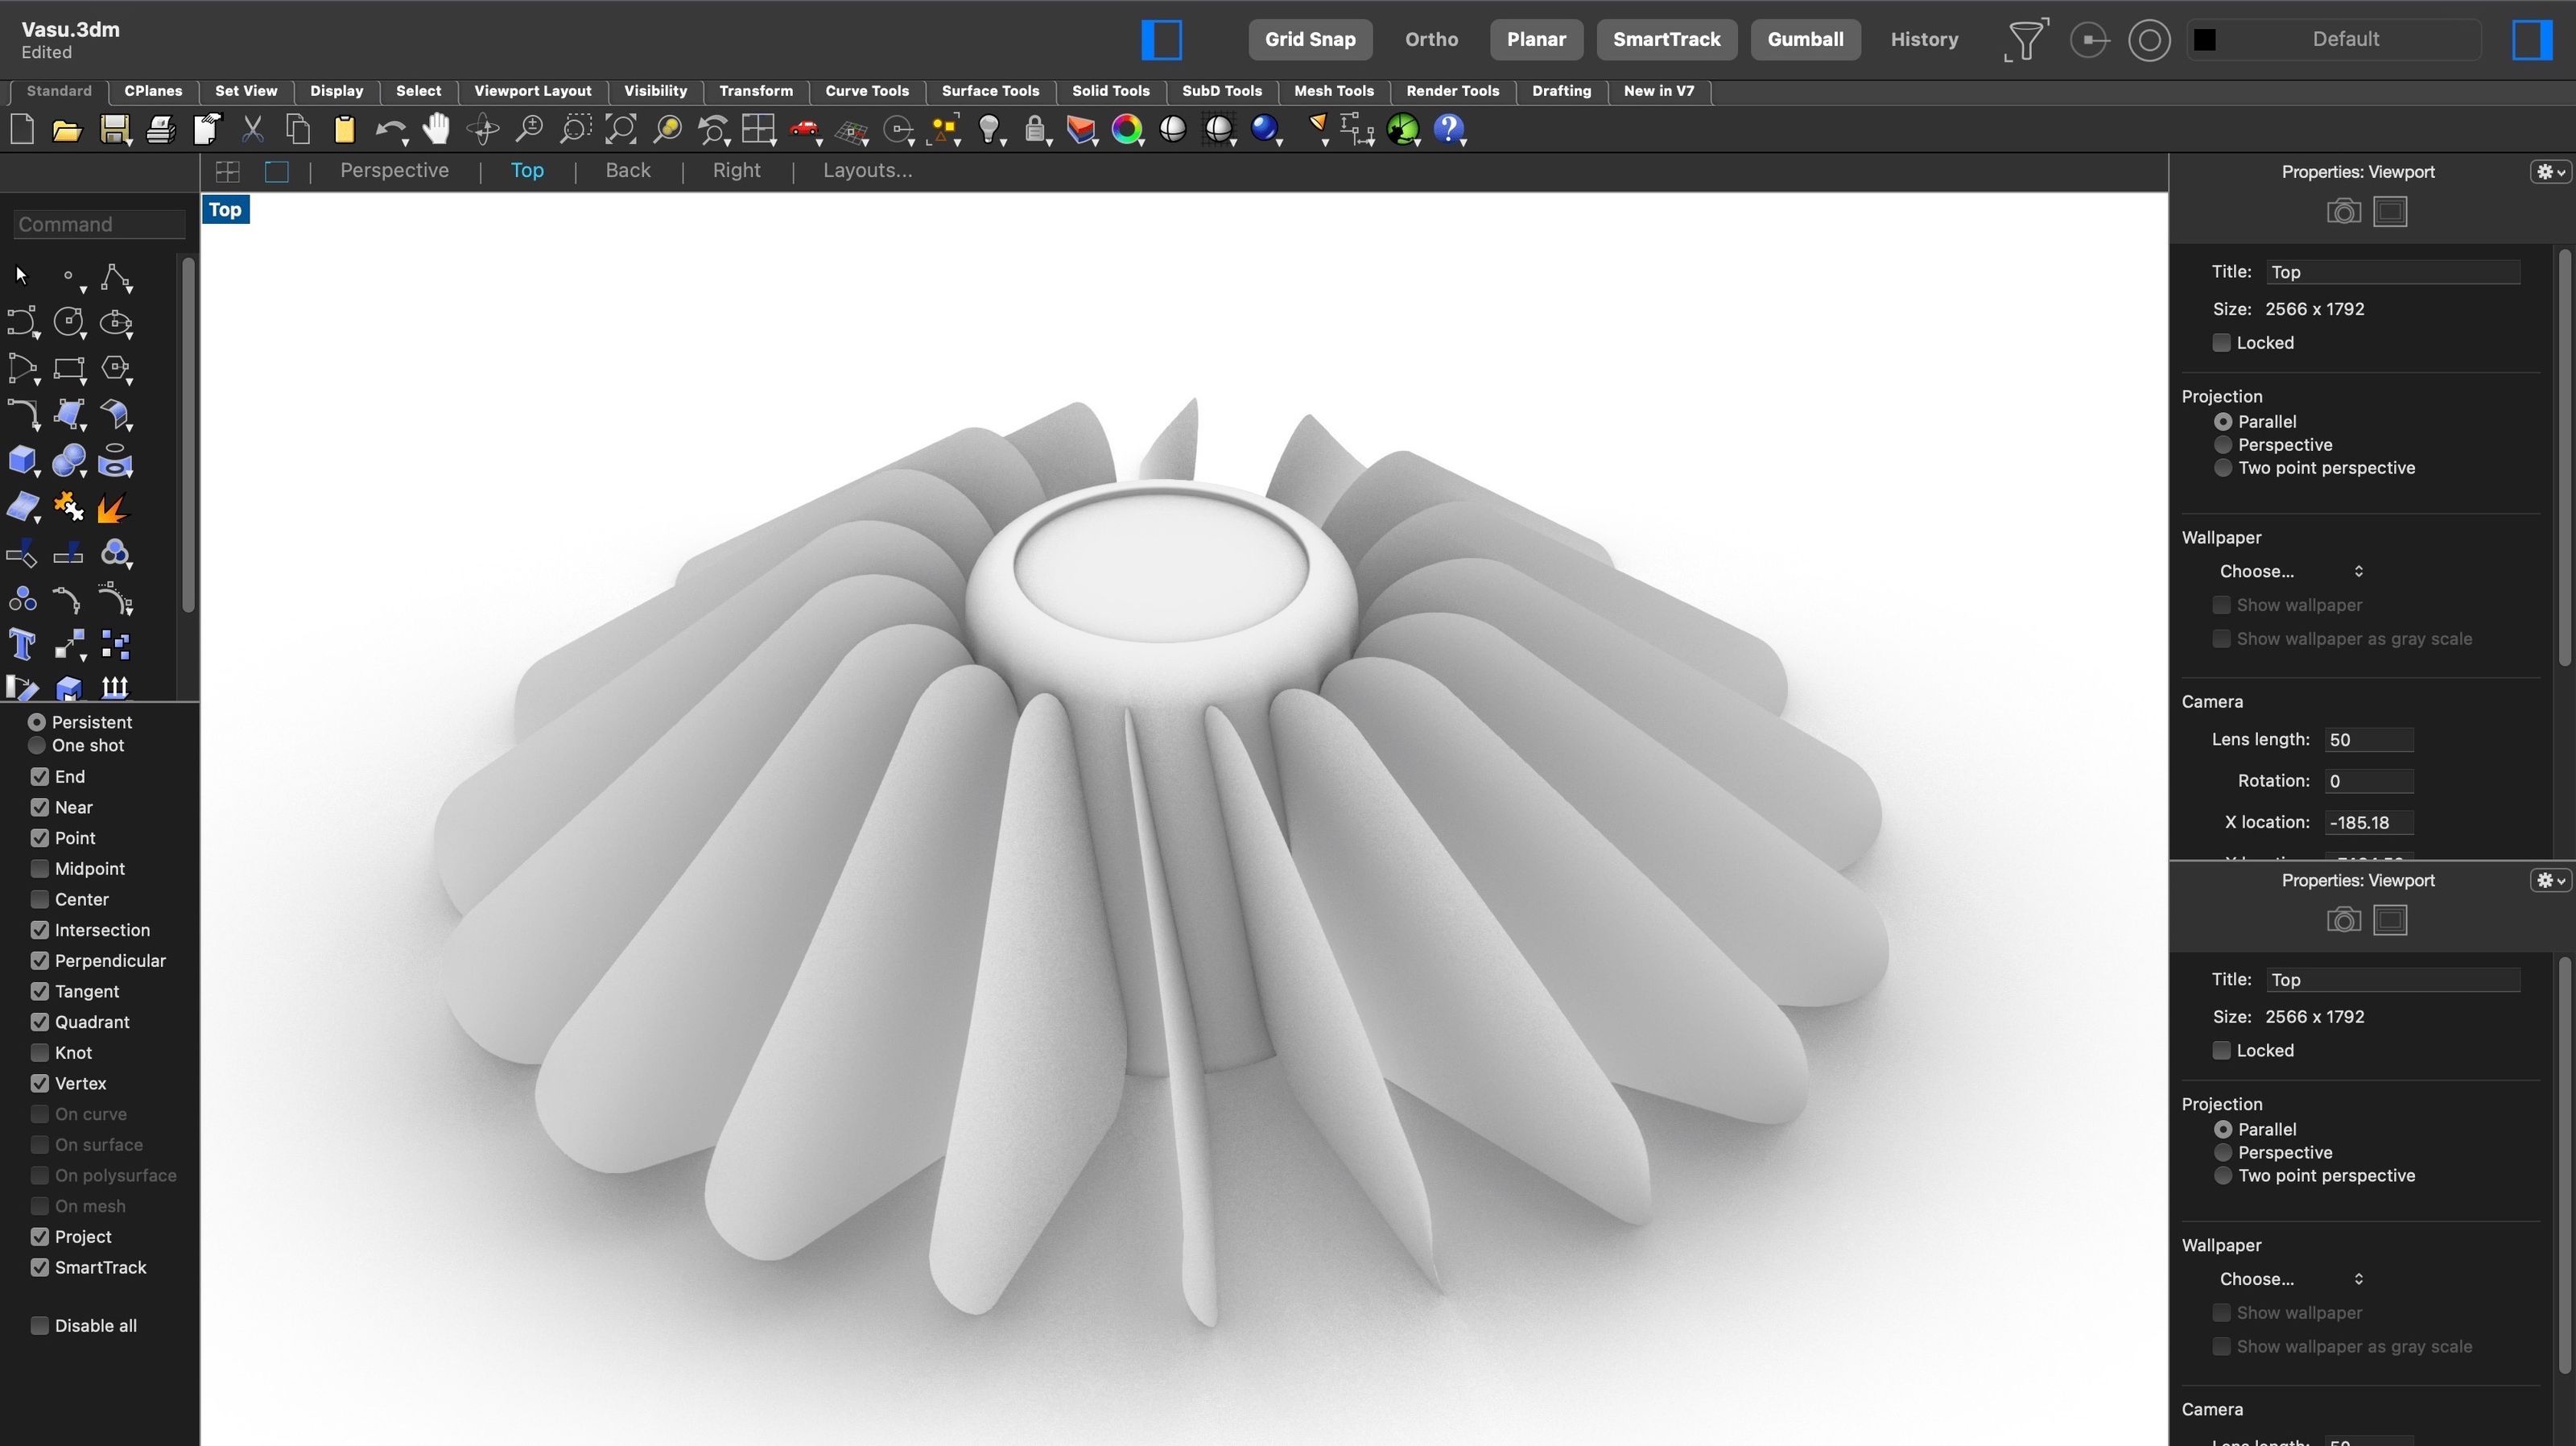 Vasu.3dm
Edited
Grid Snap
Ortho
Planar
SmartTrack
Gumball
History
Default
Standard
CPlanes
Set View
Display
Select
Viewport Layout
Visibility
Transform
Curve Tools
Surface Tools
Solid Tools
SubD Tools
Mesh Tools
Render Tools
Drafting
New in V7
Perspective
Top
Back
Right
Layouts...
Top
Command
Persistent
One shot
End
Near
Point
Midpoint
Center
Intersection
Perpendicular
Tangent
Quadrant
Knot
Vertex
On curve
On surface
On polysurface
On mesh
Project
SmartTrack
Disable all
Properties: Viewport
Title: Top
Size: 2566 x 1792
Locked
Projection
Parallel
Perspective
Two point perspective
Wallpaper
Choose...
Show wallpaper
Show wallpaper as gray scale
Camera
Lens length: 50
Rotation: 0
X location: -185.18
Properties: Viewport
Title: Top
Size: 2566 x 1792
Locked
Projection
Parallel
Perspective
Two point perspective
Wallpaper
Choose...
Show wallpaper
Show wallpaper as gray scale
Camera